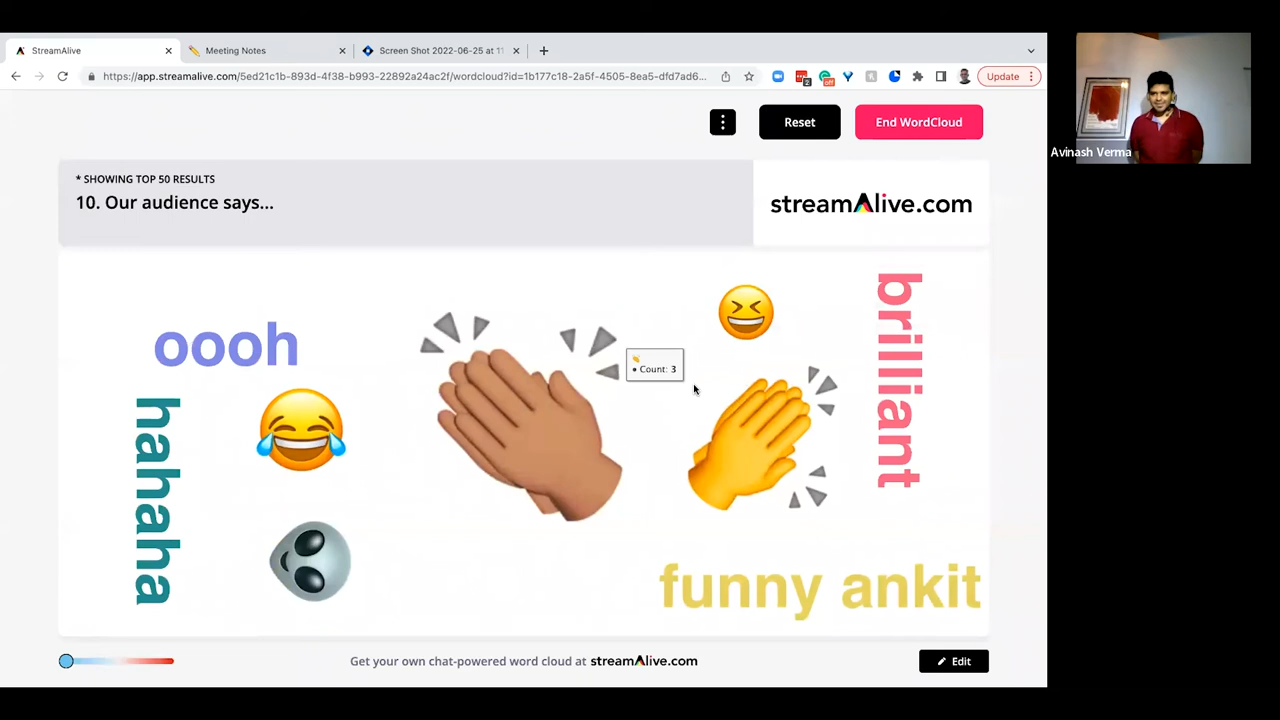 StreamAlive
Meeting Notes
Screen Shot 2022-06-25 at 11
https://app.streamalive.com/5ed21c1b-893d-4f38-b993-22892a24ac2f/wordcloud?id=1b177c18-2a5f-4505-8ea5-dfd7ad6...
2
off
Update
Reset
End WordCloud
Avinash Verma
* SHOWING TOP 50 RESULTS
10. Our audience says...
streamAlive.com
oooh
hahaha
Count: 3
brilliant
funny ankit
Get your own chat-powered word cloud at streamAlive.com
Edit